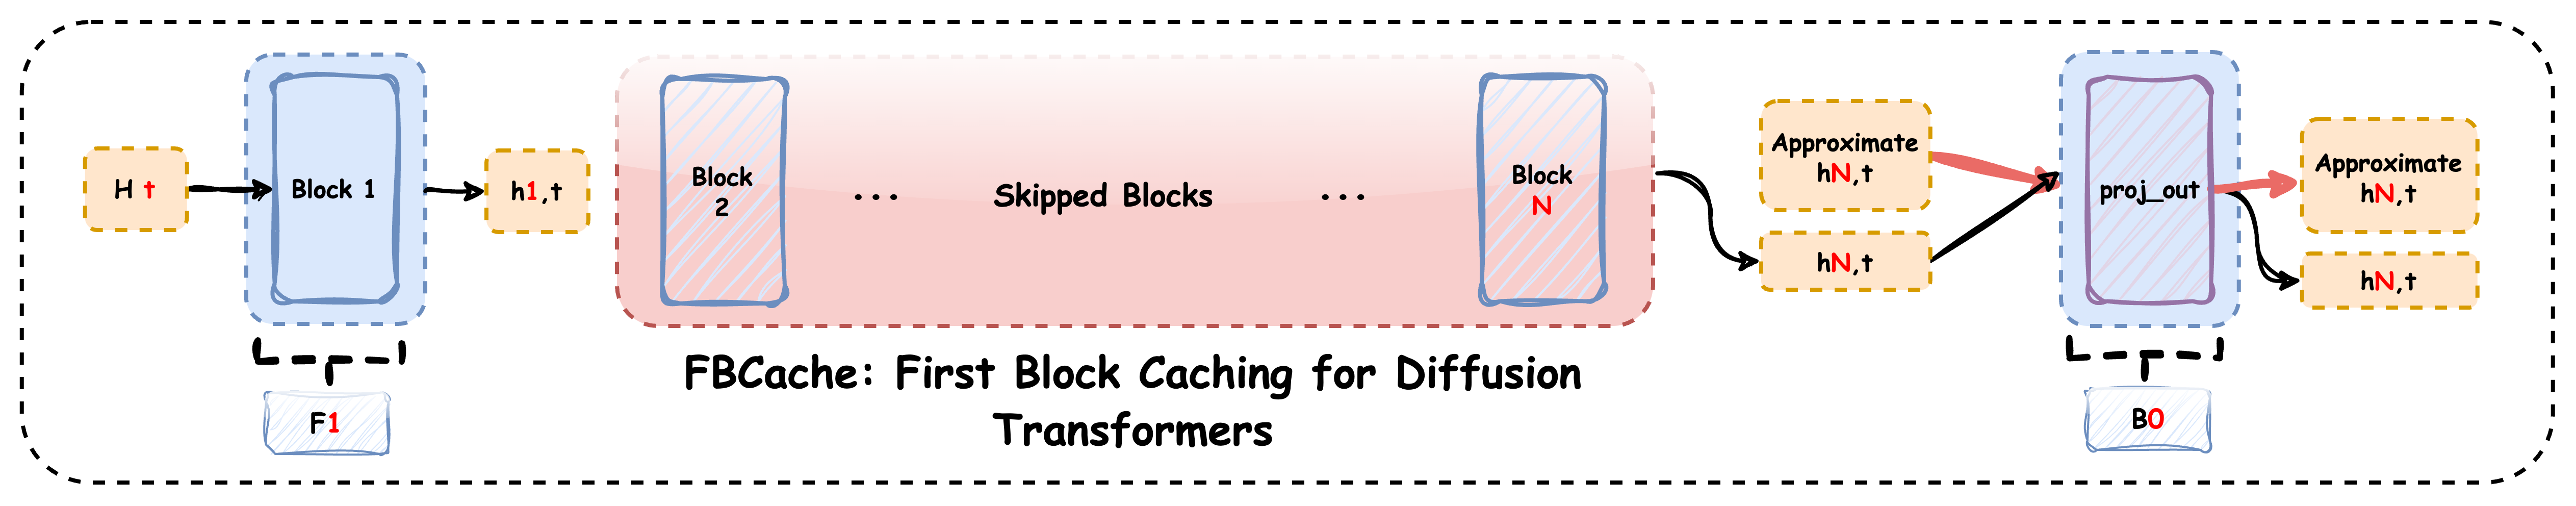 H t
Block 1
h1,t
Block
2
...
Skipped Blocks
...
Block
N
Approximate
hN,t
hN,t
proj_out
Approximate
hN,t
hN,t
F1
FBCache: First Block Caching for Diffusion
Transformers
B0